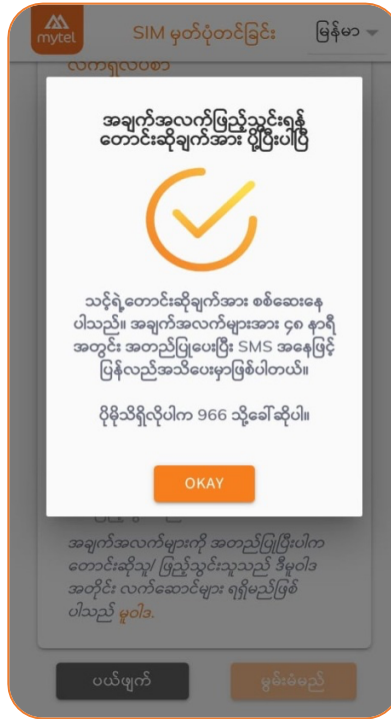 mytel
SIM မှတ်ပုံတင်ခြင်း
မြန်မာ
လက်ရှိလိပ်စာ
အချက်အလက်ဖြည့်သွင်းရန်
တောင်းဆိုချက်အား ပို့ပြီးပါပြီ
သင့်ရဲ့တောင်းဆိုချက်အား စစ်ဆေးနေ
ပါသည်။ အချက်အလက်များအား ၄၈ နာရီ
အတွင်း အတည်ပြုပေးပြီး SMS အနေဖြင့်
ပြန်လည်အသိပေးမှာဖြစ်ပါတယ်။
ပိုမိုသိရှိလိုပါက 966 သို့ခေါ်ဆိုပါ။
OKAY
အချက်အလက်များကို အတည်ပြုပြီးပါက
တောင်းဆိုသူ/ ဖြည့်သွင်းသူသည် ဒီမူဝါဒ
အတိုင်း လက်ဆောင်များ ရရှိမည်ဖြစ်
ပါသည် မူဝါဒ.
ပယ်ဖျက်
မွမ်းမံမည်